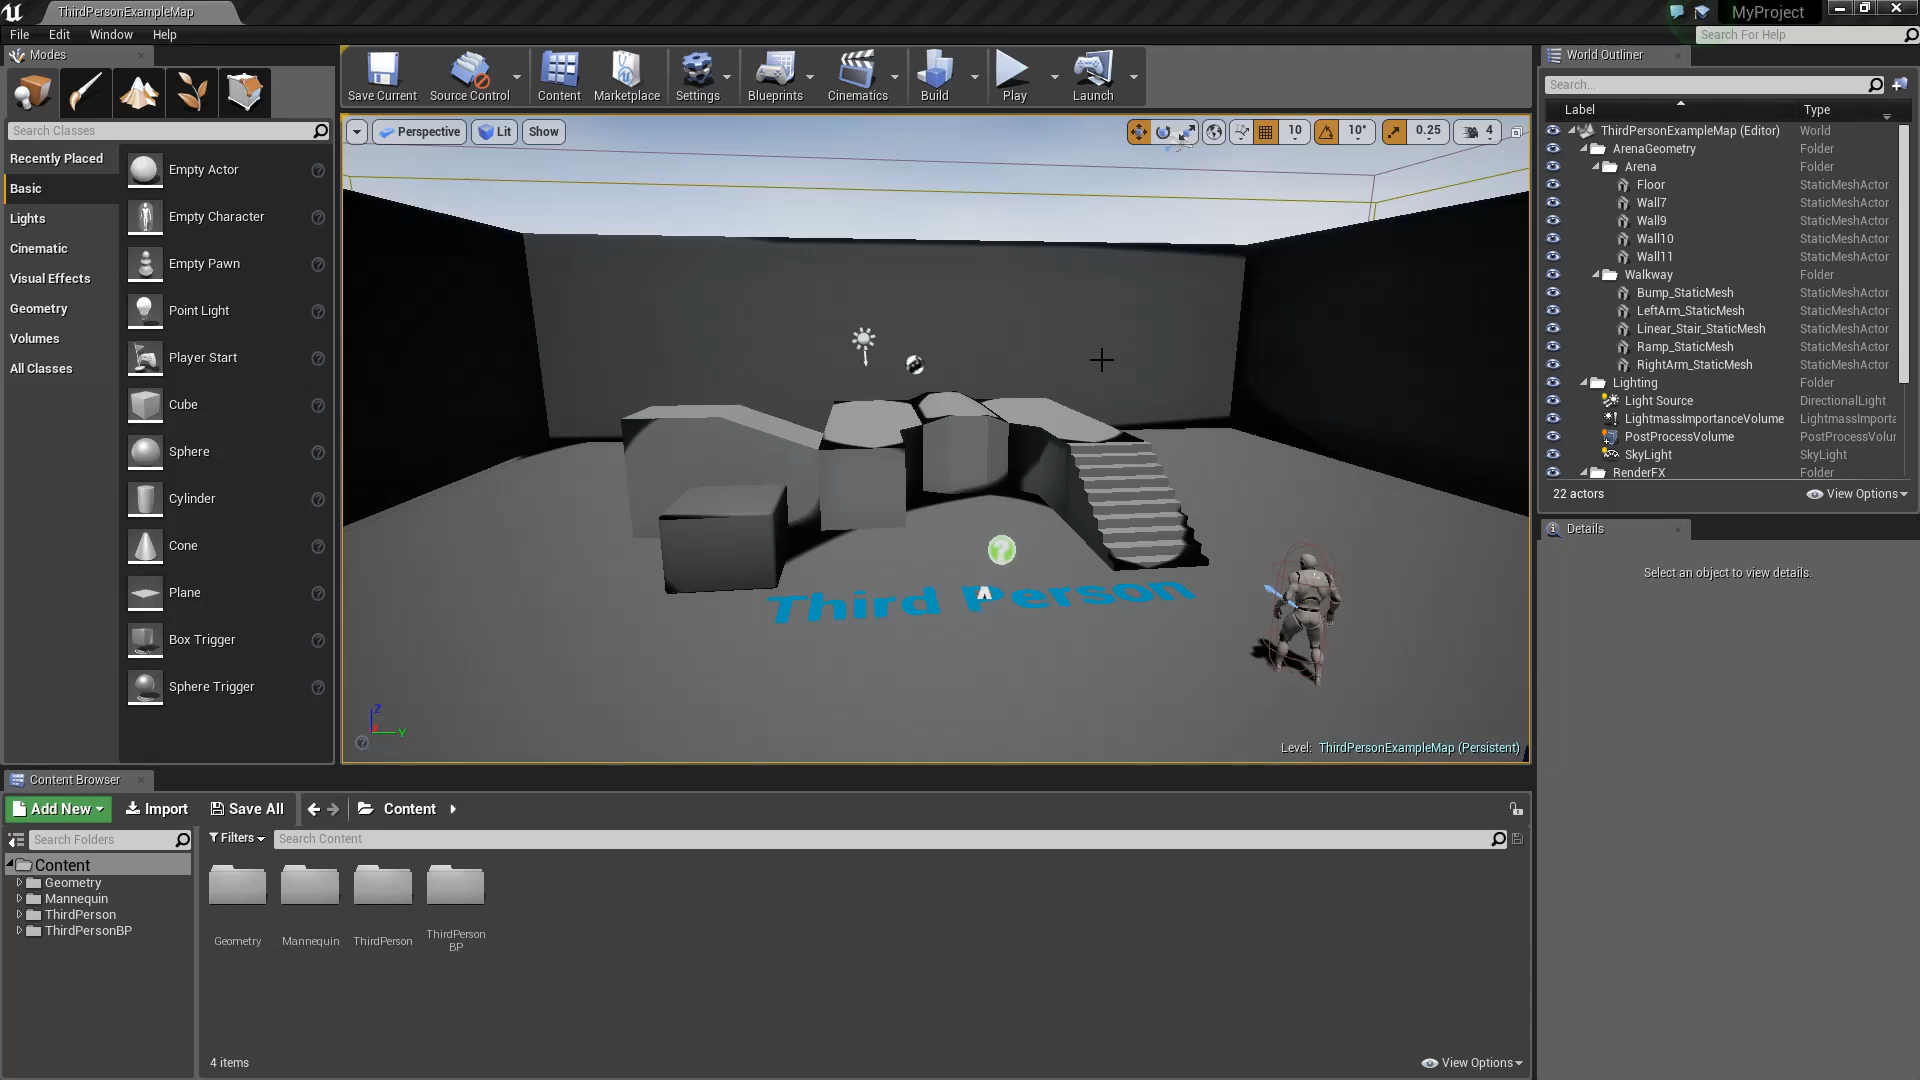 ThirdPersonExampleMap
MyProject
File Edit Window Help
Search For Help
Modes
Save Current
Source Control
Content
Marketplace
Settings
Blueprints
Cinematics
Build
Play
Launch
Search Classes
Recently Placed
Basic
Lights
Cinematic
Visual Effects
Geometry
Volumes
All Classes
Empty Actor
Empty Character
Empty Pawn
Point Light
Player Start
Cube
Sphere
Cylinder
Cone
Plane
Box Trigger
Sphere Trigger
Perspective Lit Show
10 10° 0.25 4
Third Person
Z
Y
Level: ThirdPersonExampleMap (Persistent)
World Outliner
Search...
Label Type
ThirdPersonExampleMap (Editor) World
ArenaGeometry Folder
Arena Folder
Floor StaticMeshActor
Wall7 StaticMeshActor
Wall9 StaticMeshActor
Wall10 StaticMeshActor
Wall11 StaticMeshActor
Walkway Folder
Bump_StaticMesh StaticMeshActor
LeftArm_StaticMesh StaticMeshActor
Linear_Stair_StaticMesh StaticMeshActor
Ramp_StaticMesh StaticMeshActor
RightArm_StaticMesh StaticMeshActor
Lighting Folder
Light Source DirectionalLight
LightmassImportanceVolume LightmassImporta
PostProcessVolume PostProcessVolur
SkyLight SkyLight
RenderFX Folder
22 actors View Options
Details
Select an object to view details.
Content Browser
Add New Import Save All Content
Search Folders
Filters Search Content
Content
Geometry
Mannequin
ThirdPerson
ThirdPersonBP
Geometry
Mannequin
ThirdPerson
ThirdPerson
BP
4 items View Options